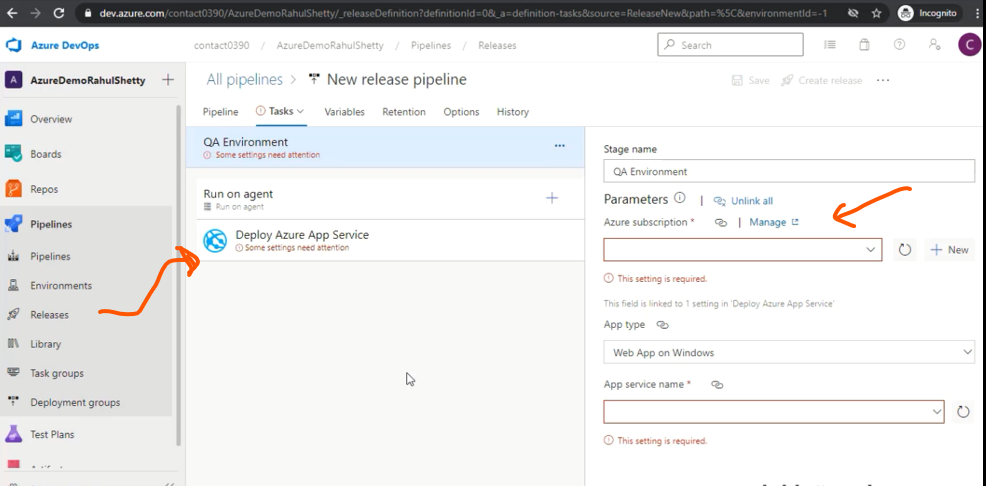 dev.azure.com/contact0390/AzureDemoRahulShetty/_releaseDefinition?definitionId=0&_a=definition-tasks&source=ReleaseNew&path=%5C&environmentId=-1
Incognito
Azure DevOps
contact0390 / AzureDemoRahulShetty / Pipelines / Releases
Search
C
A AzureDemoRahulShetty
All pipelines > New release pipeline
Save
Create release
Pipeline
Tasks
Variables
Retention
Options
History
Overview
Boards
Repos
Pipelines
Pipelines
Environments
Releases
Library
Task groups
Deployment groups
Test Plans
QA Environment
Some settings need attention
Run on agent
Run on agent
Deploy Azure App Service
Some settings need attention
Stage name
QA Environment
Parameters | Unlink all
Azure subscription * | Manage
New
This setting is required.
This field is linked to 1 setting in 'Deploy Azure App Service'
App type
Web App on Windows
App service name *
This setting is required.